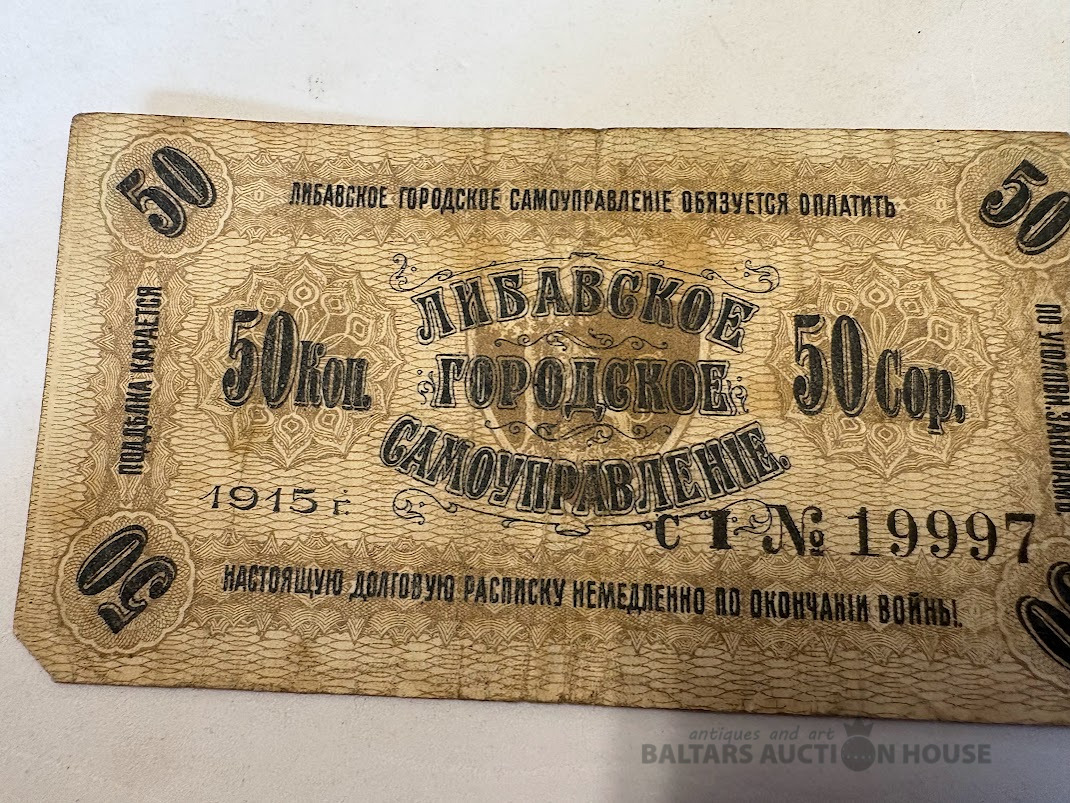 50
50
ЛИБАВСКОЕ ГОРОДСКОЕ САМОУПРАВЛЕНІЕ ОБЯЗУЕТСЯ ОПЛАТИТЬ
ПОДДѢЛКА КАРАЕТСЯ
50 Коп.
ЛИБАВСКОЕ
ГОРОДСКОЕ
САМОУПРАВЛЕНІЕ.
50 Cop.
ПО УГОЛОВН. ЗАКОНАМЪ
1915 г.
С I № 19997
50
50
НАСТОЯЩУЮ ДОЛГОВУЮ РАСПИСКУ НЕМЕДЛЕННО ПО ОКОНЧАНІИ ВОЙНЫ.
antiques and art
BALTARS AUCTION HOUSE